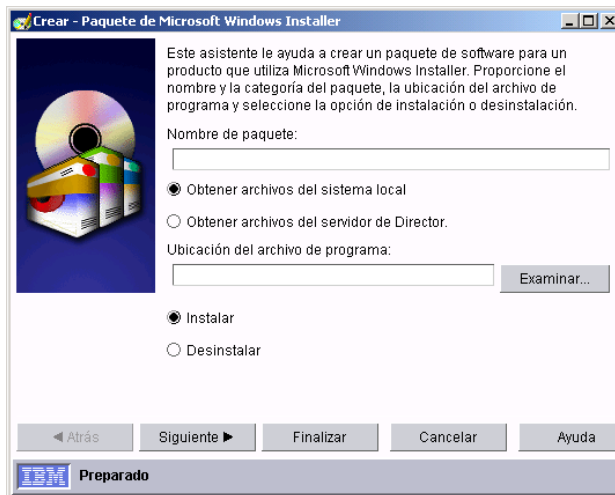 Crear - Paquete de Microsoft Windows Installer
Este asistente le ayuda a crear un paquete de software para un
producto que utiliza Microsoft Windows Installer. Proporcione el
nombre y la categoría del paquete, la ubicación del archivo de
programa y seleccione la opción de instalación o desinstalación.
Nombre de paquete:
Obtener archivos del sistema local
Obtener archivos del servidor de Director.
Ubicación del archivo de programa:
Examinar...
Instalar
Desinstalar
Atrás
Siguiente
Finalizar
Cancelar
Ayuda
IBM Preparado